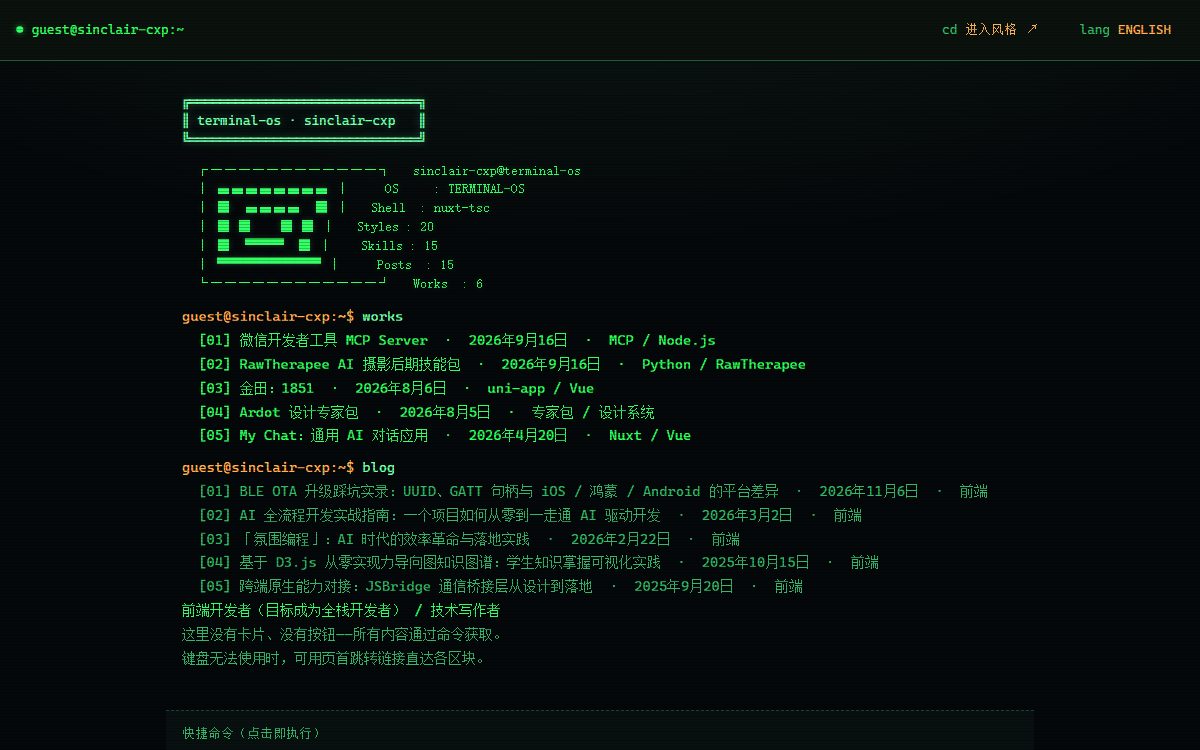 guest@sinclair-cxp:~
cd 进入风格 ↗
lang ENGLISH
terminal-os · sinclair-cxp
sinclair-cxp@terminal-os
OS : TERMINAL-OS
Shell : nuxt-tsc
Styles : 20
Skills : 15
Posts : 15
Works : 6
guest@sinclair-cxp:~$ works
[01] 微信开发者工具 MCP Server · 2026年9月16日 · MCP / Node.js
[02] RawTherapee AI 摄影后期技能包 · 2026年9月16日 · Python / RawTherapee
[03] 金田：1851 · 2026年8月6日 · uni-app / Vue
[04] Ardot 设计专家包 · 2026年8月5日 · 专家包 / 设计系统
[05] My Chat：通用 AI 对话应用 · 2026年4月20日 · Nuxt / Vue
guest@sinclair-cxp:~$ blog
[01] BLE OTA 升级踩坑实录：UUID、GATT 句柄与 iOS / 鸿蒙 / Android 的平台差异 · 2026年11月6日 · 前端
[02] AI 全流程开发实战指南：一个项目如何从零到一走通 AI 驱动开发 · 2026年3月2日 · 前端
[03] 「氛围编程」：AI 时代的效率革命与落地实践 · 2026年2月22日 · 前端
[04] 基于 D3.js 从零实现力导向图知识图谱：学生知识掌握可视化实践 · 2025年10月15日 · 前端
[05] 跨端原生能力对接：JSBridge 通信桥接层从设计到落地 · 2025年9月20日 · 前端
前端开发者（目标成为全栈开发者） / 技术写作者
这里没有卡片、没有按钮——所有内容通过命令获取。
键盘无法使用时，可用页首跳转链接直达各区块。
快捷命令（点击即执行）